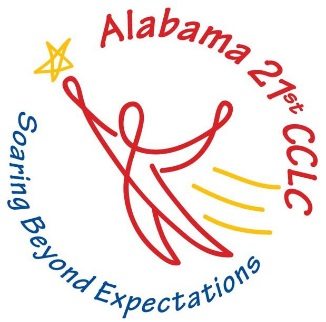 Alabama 21st CCLC
Soaring Beyond Expectations